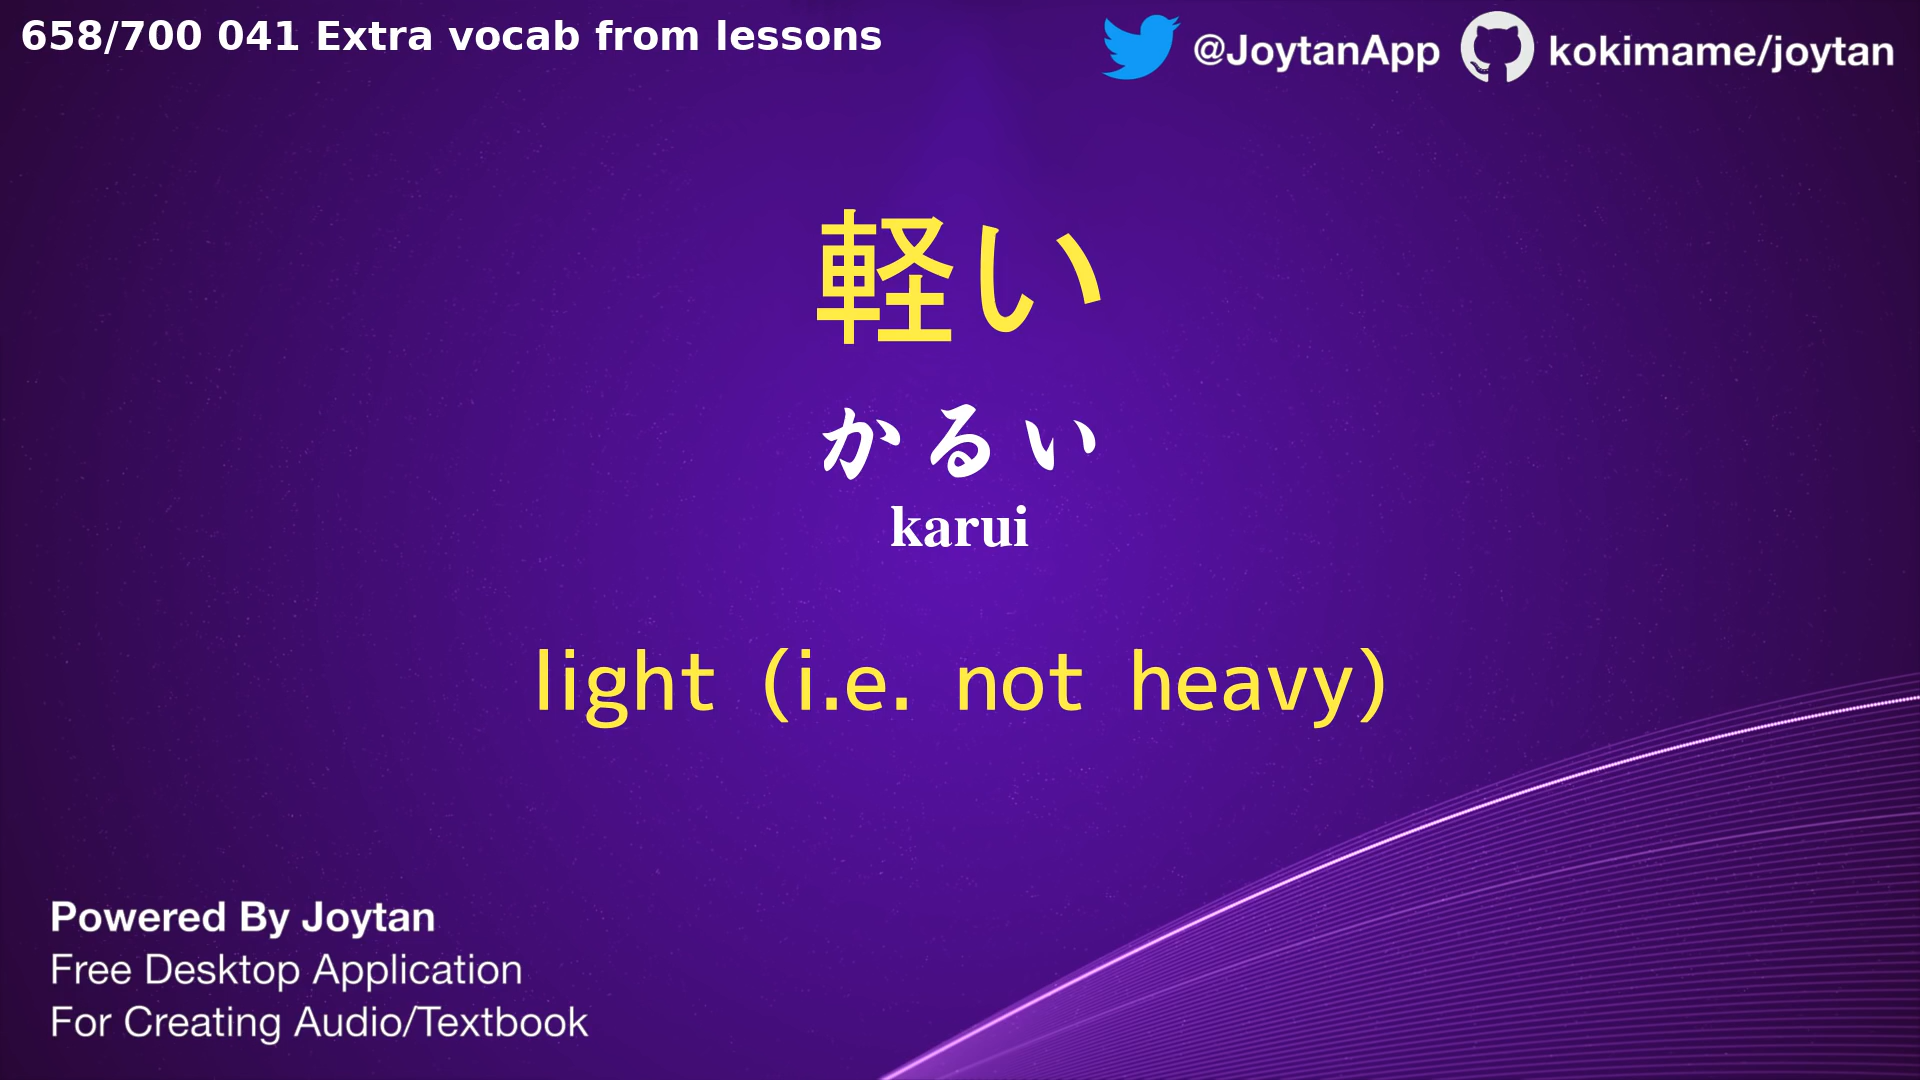 658/700 041 Extra vocab from lessons
@JoytanApp
kokimame/joytan
軽い
かるい
karui
light (i.e. not heavy)
Powered By Joytan
Free Desktop Application
For Creating Audio/Textbook